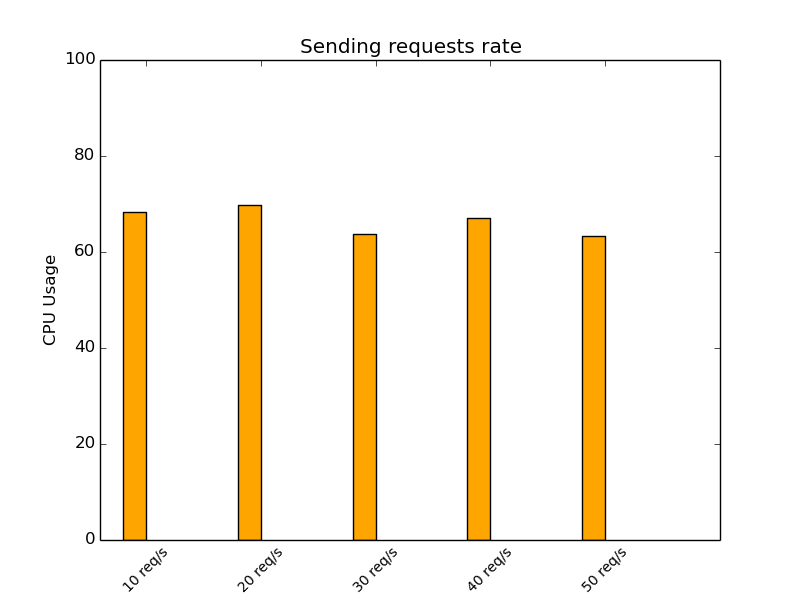 Sending requests rate
100
80
60
40
20
0
CPU Usage
10 req/s
20 req/s
30 req/s
40 req/s
50 req/s